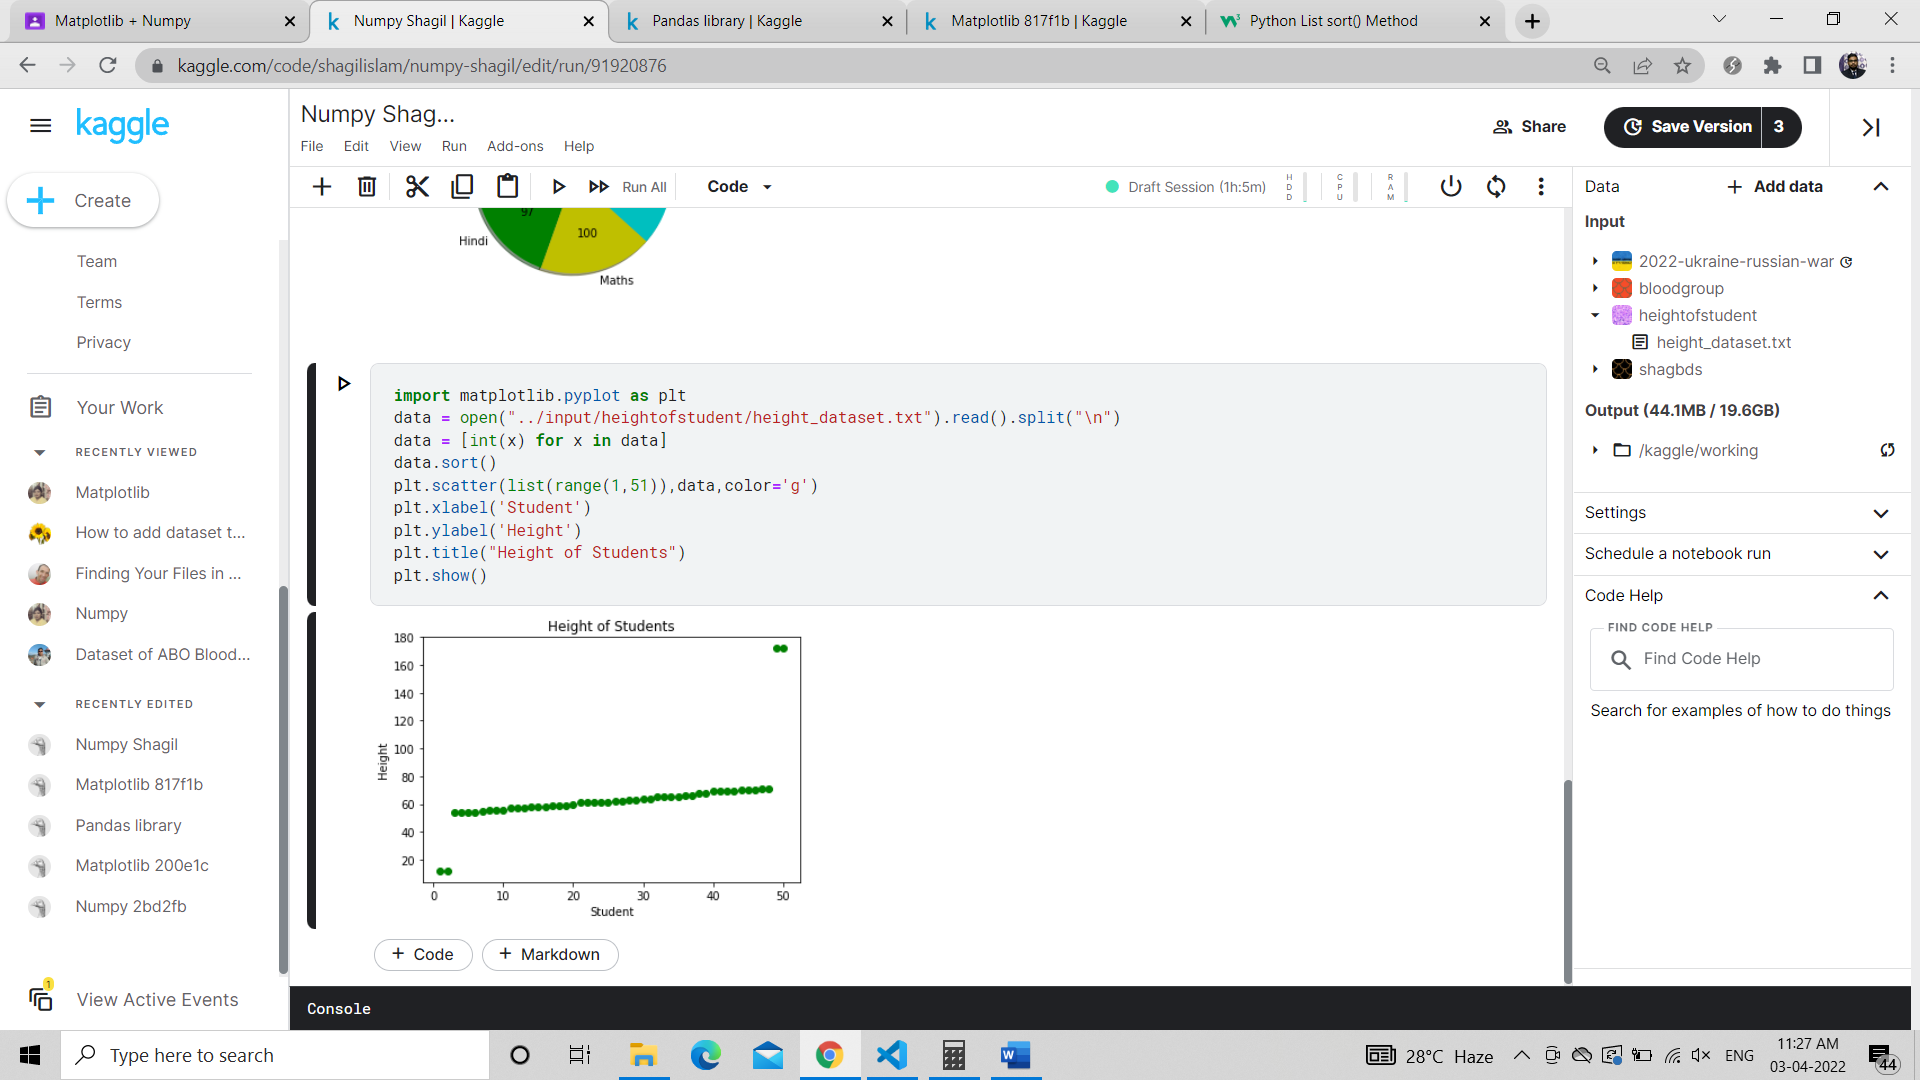 Matplotlib + Numpy
Numpy Shagil | Kaggle
Pandas library | Kaggle
Matplotlib 817f1b | Kaggle
Python List sort() Method
kaggle.com/code/shagilislam/numpy-shagil/edit/run/91920876
kaggle
Numpy Shag...
Share
Save Version 3
File Edit View Run Add-ons Help
Create
Run All
Code
Draft Session (1h:5m)
HDD
CPU
RAM
Team
Terms
Privacy
Your Work
RECENTLY VIEWED
Matplotlib
How to add dataset t...
Finding Your Files in ...
Numpy
Dataset of ABO Blood...
RECENTLY EDITED
Numpy Shagil
Matplotlib 817f1b
Pandas library
Matplotlib 200e1c
Numpy 2bd2fb
1
View Active Events
97
Hindi
100
Maths
import matplotlib.pyplot as plt
data = open("../input/heightofstudent/height_dataset.txt").read().split("\n")
data = [int(x) for x in data]
data.sort()
plt.scatter(list(range(1,51)),data,color='g')
plt.xlabel('Student')
plt.ylabel('Height')
plt.title("Height of Students")
plt.show()
Height of Students
180
160
140
120
100
80
60
40
20
Height
0 10 20 30 40 50
Student
+ Code
+ Markdown
Console
Data
+ Add data
Input
2022-ukraine-russian-war
bloodgroup
heightofstudent
height_dataset.txt
shagbds
Output (44.1MB / 19.6GB)
/kaggle/working
Settings
Schedule a notebook run
Code Help
FIND CODE HELP
Find Code Help
Search for examples of how to do things
Type here to search
28°C Haze
ENG
11:27 AM
03-04-2022
44